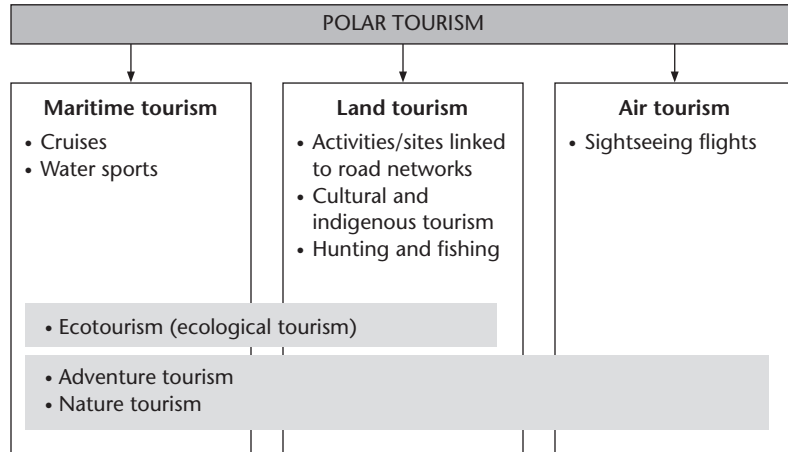 POLAR TOURISM
Maritime tourism
• Cruises
• Water sports
Land tourism
• Activities/sites linked
to road networks
• Cultural and
indigenous tourism
• Hunting and fishing
Air tourism
• Sightseeing flights
• Ecotourism (ecological tourism)
• Adventure tourism
• Nature tourism